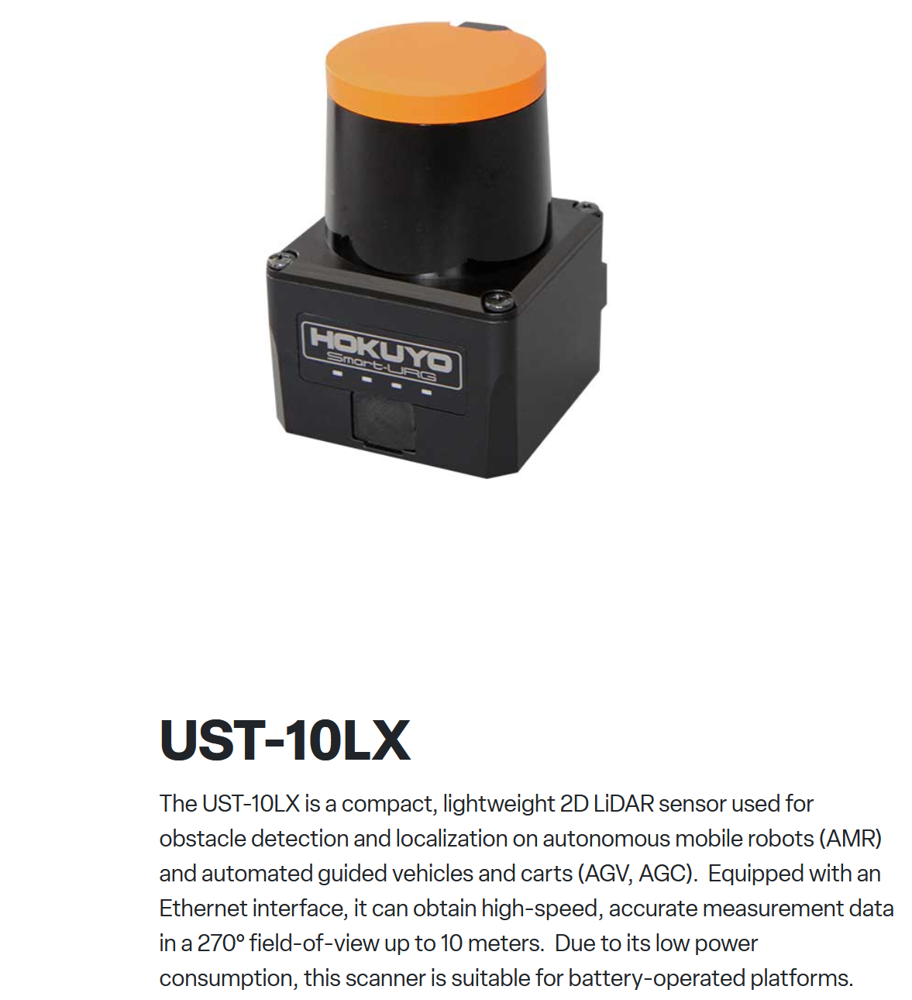 HOKUYO
Smart-URG
UST-10LX
The UST-10LX is a compact, lightweight 2D LiDAR sensor used for
obstacle detection and localization on autonomous mobile robots (AMR)
and automated guided vehicles and carts (AGV, AGC).  Equipped with an
Ethernet interface, it can obtain high-speed, accurate measurement data
in a 270° field-of-view up to 10 meters.  Due to its low power
consumption, this scanner is suitable for battery-operated platforms.